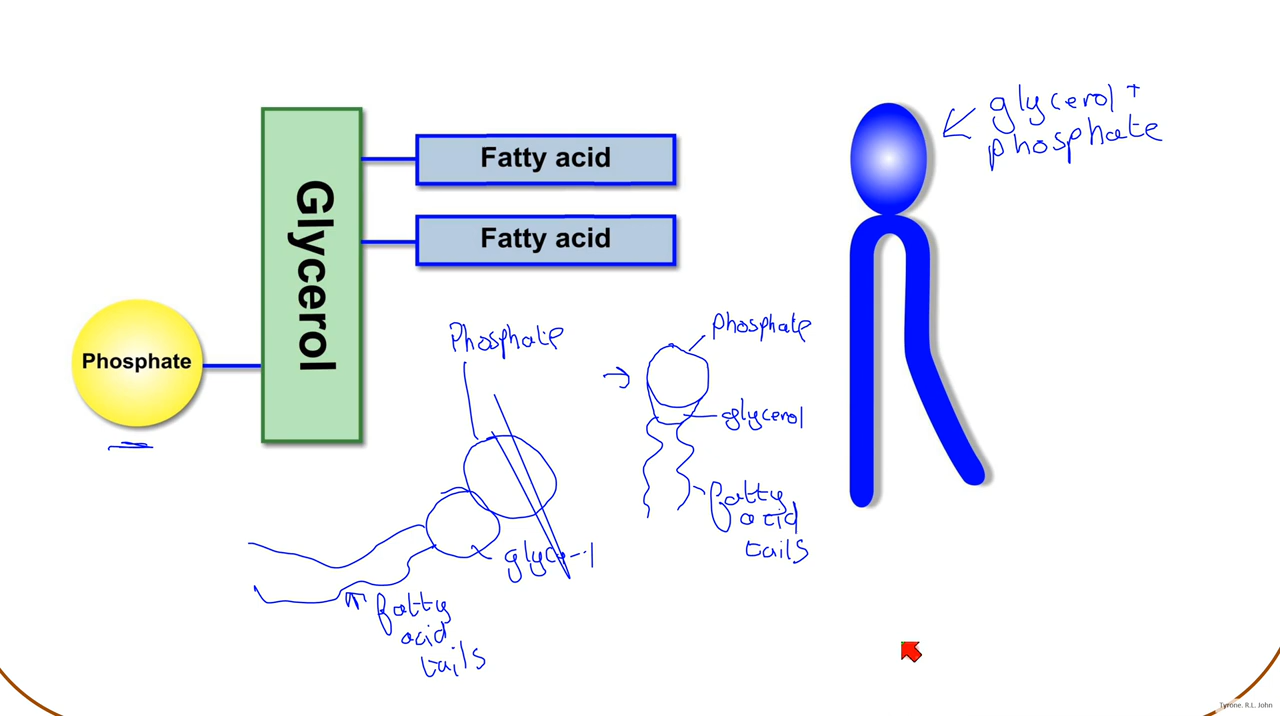 glycerol +
phosphate
Fatty acid
Fatty acid
Glycerol
Phosphate
Phosphate
phosphate
glycerol
fatty
acid
tails
fatty
acid
tails
Tyrone. R.L. John